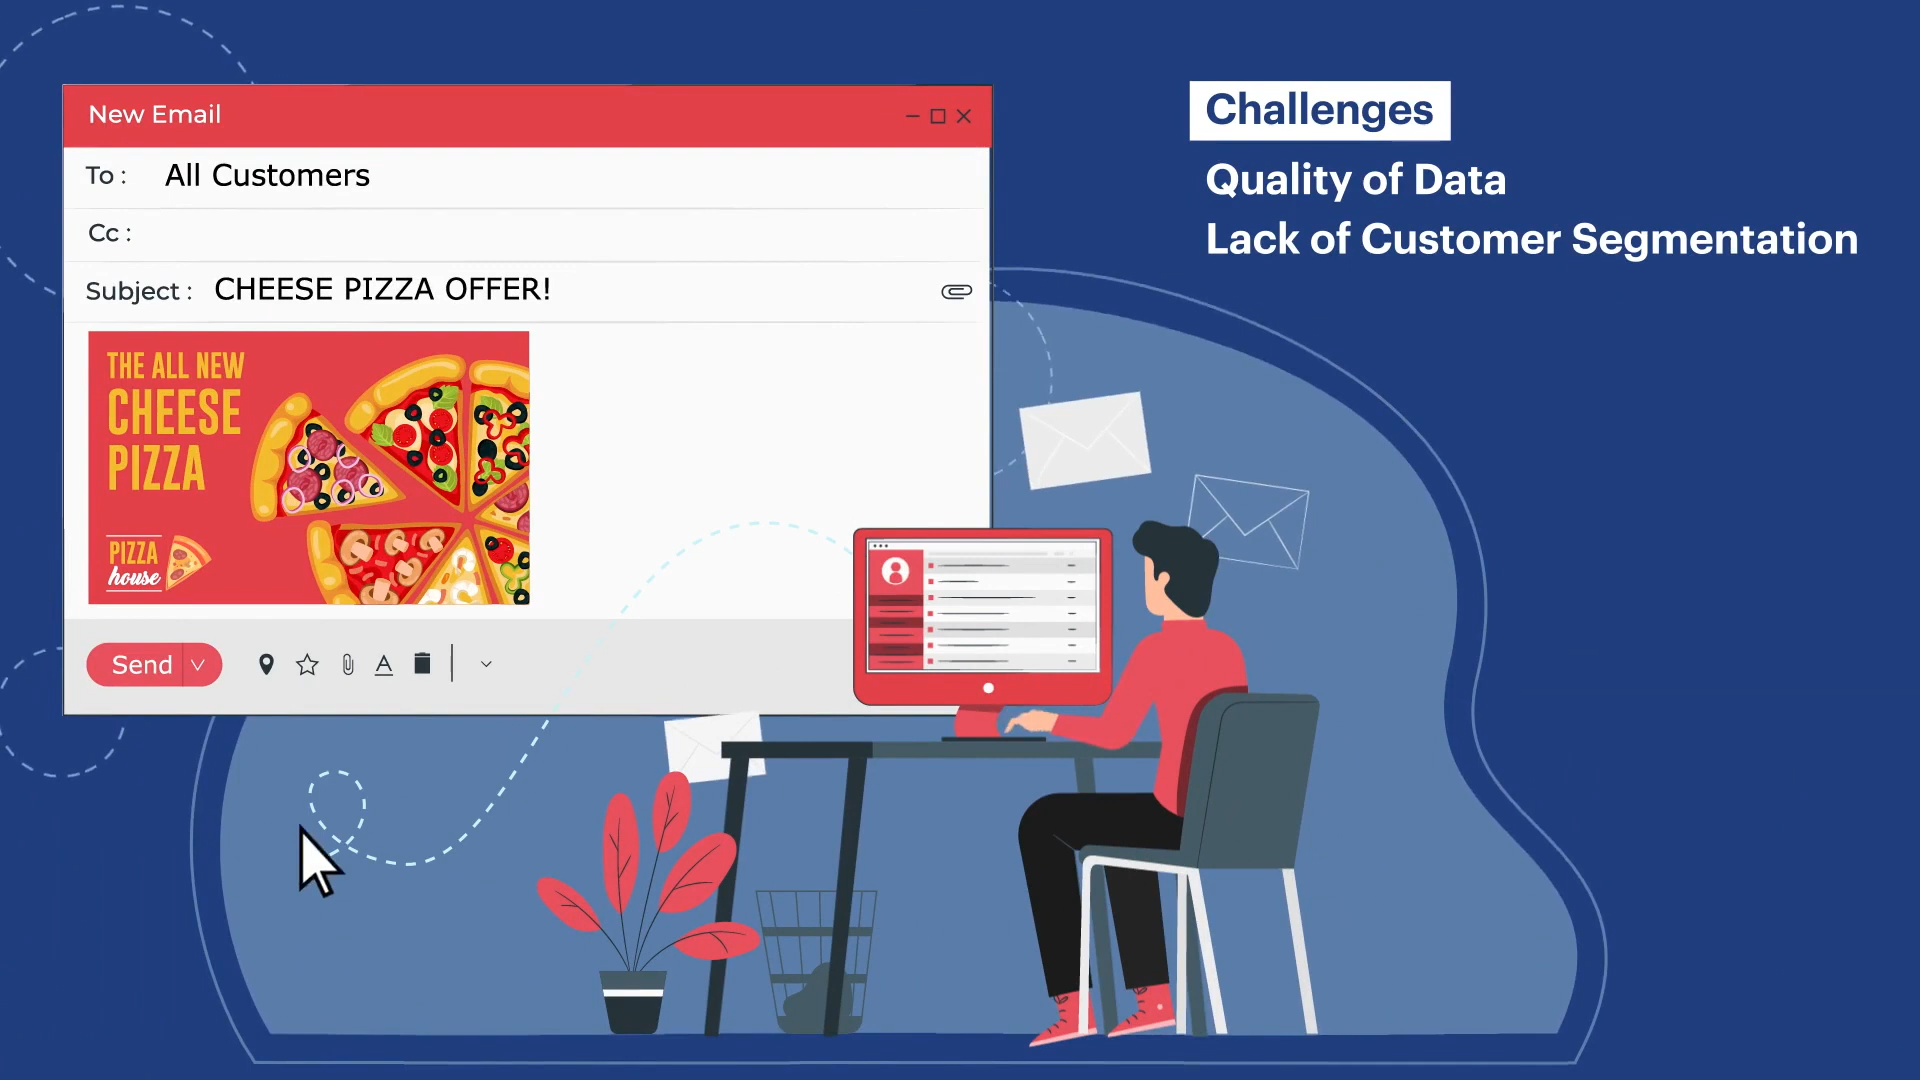 New Email
To : All Customers
Cc :
Subject : CHEESE PIZZA OFFER!
THE ALL NEW
CHEESE
PIZZA
PIZZA
house
Send
A
Challenges
Quality of Data
Lack of Customer Segmentation